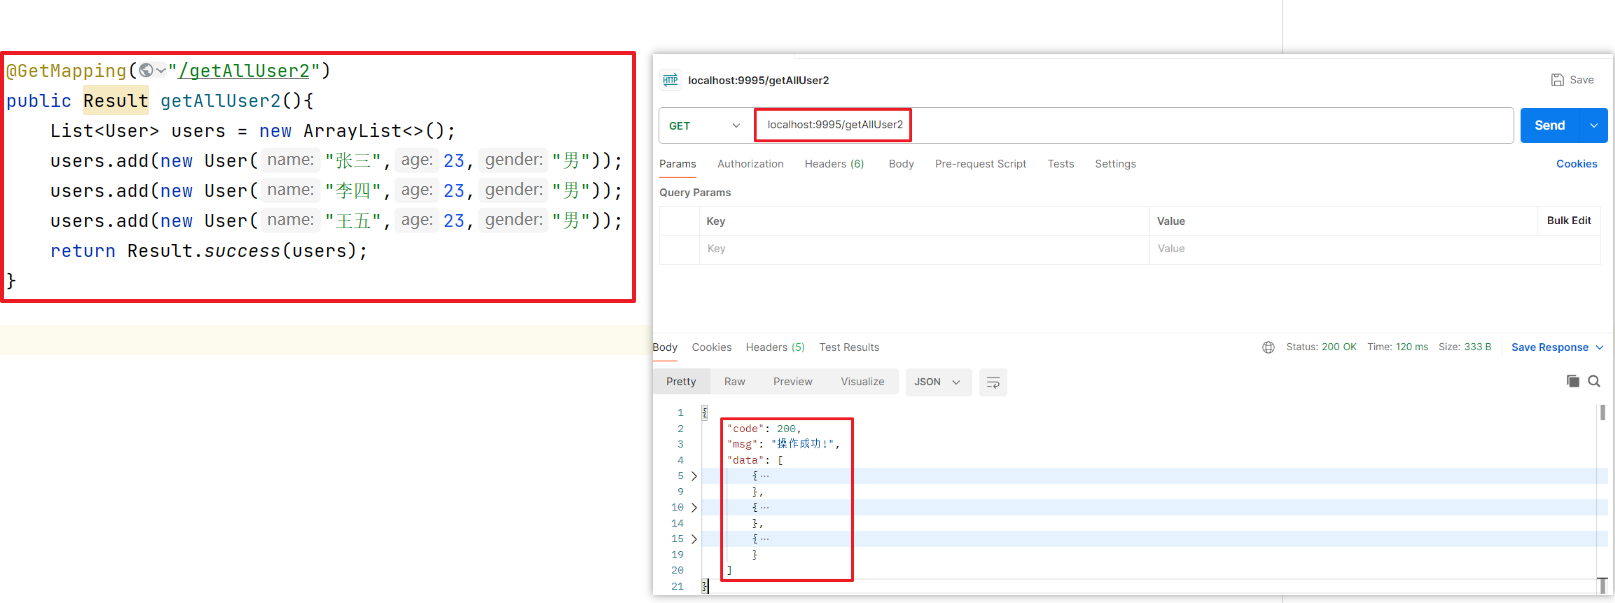 @GetMapping("/getAllUser2")
public Result getAllUser2(){
    List<User> users = new ArrayList<>();
    users.add(new User( name: "张三", age: 23, gender: "男"));
    users.add(new User( name: "李四", age: 23, gender: "男"));
    users.add(new User( name: "王五", age: 23, gender: "男"));
    return Result.success(users);
}
HTTP localhost:9995/getAllUser2 Save
GET localhost:9995/getAllUser2 Send
Params Authorization Headers (6) Body Pre-request Script Tests Settings Cookies
Query Params
Key Value Bulk Edit
Key Value
Body Cookies Headers (5) Test Results Status: 200 OK Time: 120 ms Size: 333 B Save Response
Pretty Raw Preview Visualize JSON
1 {
2 "code": 200,
3 "msg": "操作成功!",
4 "data": [
5 {···
9 },
10 {···
14 },
15 {···
19 }
20 ]
21 }